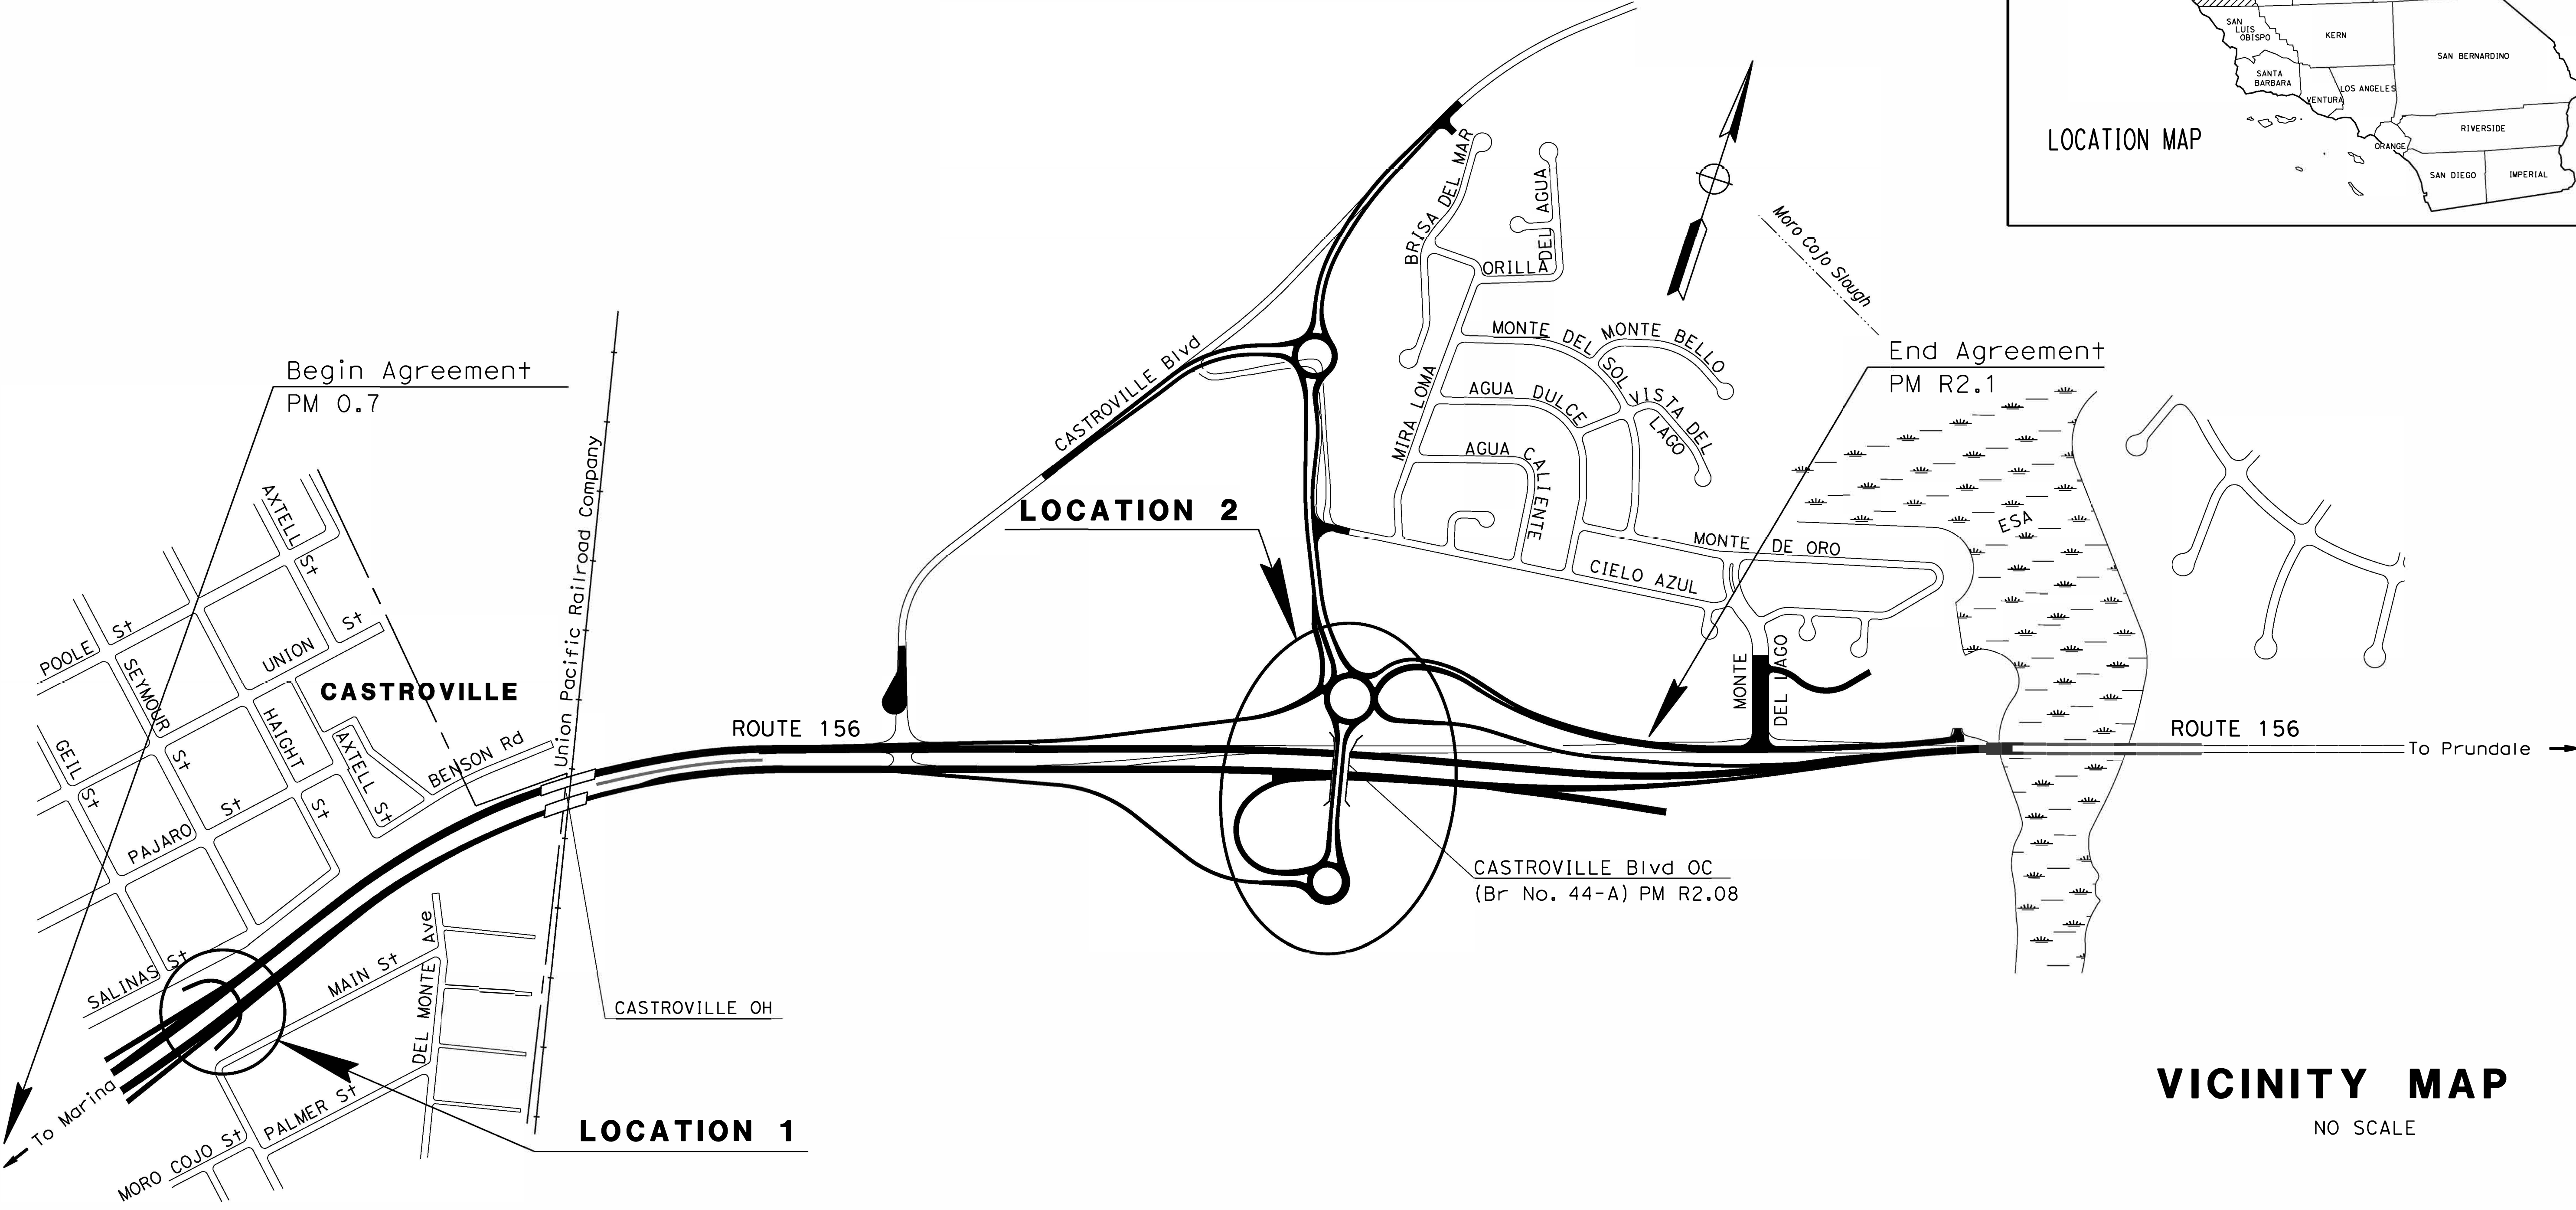 SAN
LUIS
OBISPO
KERN
SAN BERNARDINO
SANTA
BARBARA
VENTURA
LOS ANGELES
RIVERSIDE
ORANGE
SAN DIEGO
IMPERIAL
LOCATION MAP
BRISA DEL MAR
ORILLA
DEL AGUA
Moro Cojo Slough
MONTE DEL SOL
MONTE BELLO
CASTROVILLE Blvd
MIRA LOMA
AGUA DULCE
VISTA DEL
LAGO
AGUA CALIENTE
End Agreement
PM R2.1
Begin Agreement
PM 0.7
Union Pacific Railroad Company
LOCATION 2
ESA
MONTE DE ORO
CIELO AZUL
MONTE
DEL LAGO
AXTELL St
POOLE St
SEYMOUR St
UNION St
CASTROVILLE
HAIGHT St
AXTELL St
GEIL St
BENSON Rd
PAJARO St
ROUTE 156
ROUTE 156
To Prundale
CASTROVILLE Blvd OC
(Br No. 44-A) PM R2.08
SALINAS St
MAIN St
DEL MONTE Ave
CASTROVILLE OH
To Marina
PALMER St
MORO COJO St
LOCATION 1
VICINITY MAP
NO SCALE